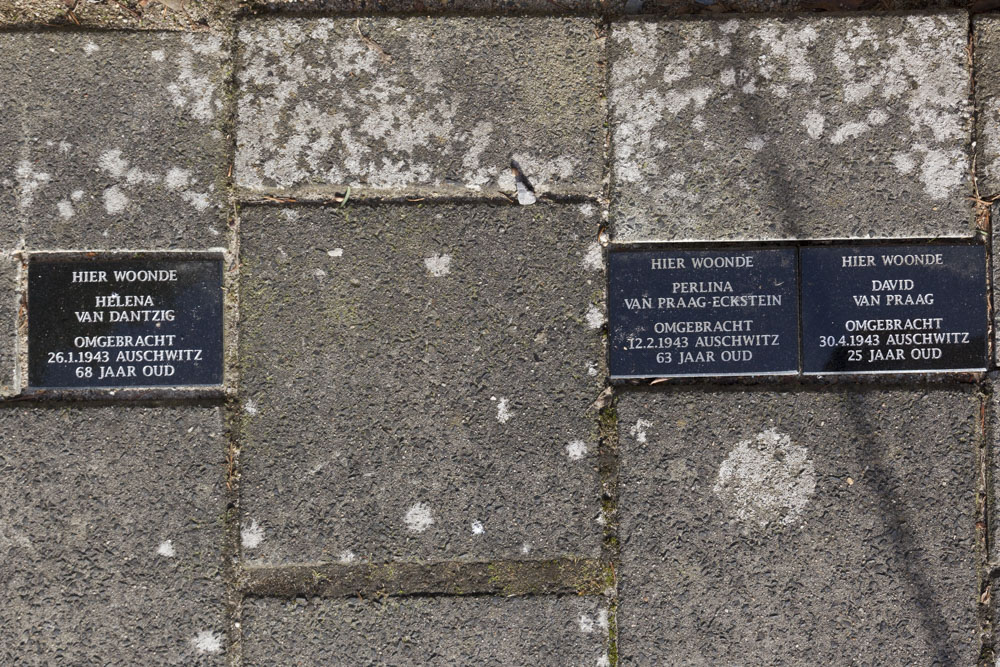 HIER WOONDE
HELENA
VAN DANTZIG
OMGEBRACHT
26.1.1943 AUSCHWITZ
68 JAAR OUD
HIER WOONDE
PERLINA
VAN PRAAG-ECKSTEIN
OMGEBRACHT
12.2.1943 AUSCHWITZ
63 JAAR OUD
HIER WOONDE
DAVID
VAN PRAAG
OMGEBRACHT
30.4.1943 AUSCHWITZ
25 JAAR OUD